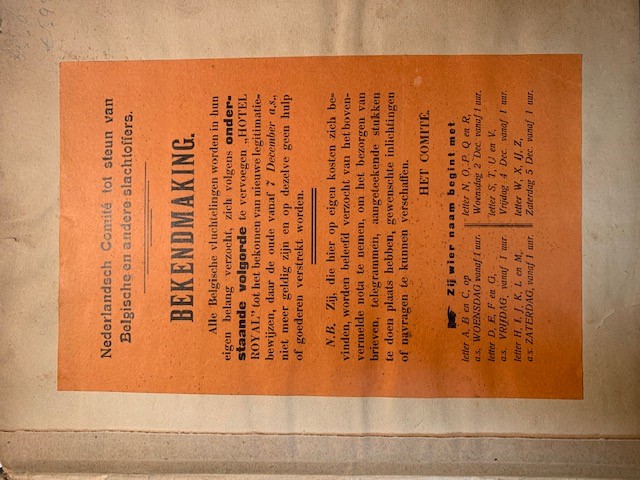 Nederlandsch Comité tot steun van
Belgische en andere slachtoffers.
BEKENDMAKING.
Alle Belgische vluchtelingen worden in hun
eigen belang verzocht, zich volgens onder-
staande volgorde te vervoegen „HOTEL
ROYAL” tot het bekomen van nieuwe legitimatie-
bewijzen, daar de oude vanaf 7 December a.s.,
niet meer geldig zijn en op dezelve geen hulp
of goederen verstrekt worden.
N.B. Zij, die hier op eigen kosten zich be-
vinden, worden beleefd verzocht van het boven-
vermelde nota te nemen, om het bezorgen van
brieven, telegrammen, aangeteekende stukken
te doen plaats hebben, gewenschte inlichtingen
of navragen te kunnen verschaffen.
HET COMITÉ.
☛ Zij wier naam begint met
letter A, B en C, op
a.s. WOENSDAG vanaf 1 uur.
letter D, E, F en G,
a.s. VRIJDAG, vanaf 1 uur
letter H, I, J, K, L en M,
a.s. ZATERDAG, vanaf 1 uur.
letter N, O, P, Q en R,
Woensdag 2 Dec. vanaf 1 uur.
letter S, T, U en V,
Vrijdag 4 Dec. vanaf 1 uur.
letter W, X, IJ, Z,
Zaterdag 5 Dec. vanaf 1 uur.